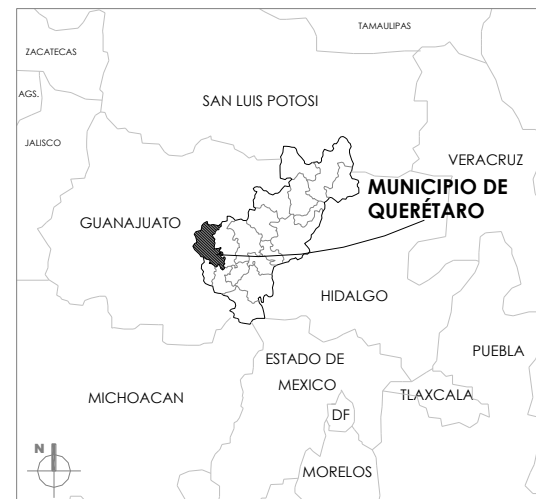 TAMAULIPAS
ZACATECAS
AGS.
SAN LUIS POTOSI
JALISCO
VERACRUZ
MUNICIPIO DE
QUERÉTARO
GUANAJUATO
HIDALGO
PUEBLA
ESTADO DE
MEXICO
TLAXCALA
MICHOACAN
DF
N
MORELOS